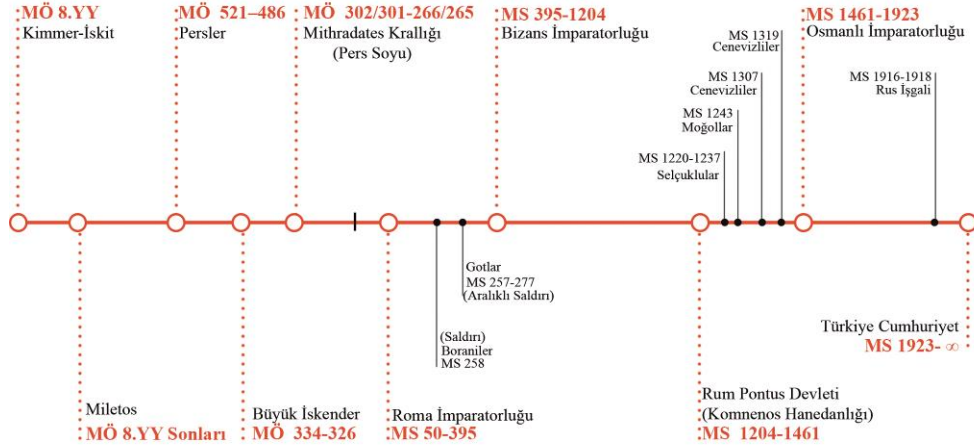 MÖ 8.YY
Kimmer-İskit
MÖ 521–486
Persler
MÖ 302/301-266/265
Mithradates Krallığı
(Pers Soyu)
MS 395-1204
Bizans İmparatorluğu
MS 1319
Cenevizliler
MS 1307
Cenevizliler
MS 1243
Moğollar
MS 1220-1237
Selçuklular
MS 1461-1923
Osmanlı İmparatorluğu
MS 1916-1918
Rus İşgali
Gotlar
MS 257-277
(Aralıklı Saldırı)
(Saldırı)
Boraniler
MS 258
Türkiye Cumhuriyet
MS 1923- ∞
Miletos
MÖ 8.YY Sonları
Büyük İskender
MÖ 334-326
Roma İmparatorluğu
MS 50-395
Rum Pontus Devleti
(Komnenos Hanedanlığı)
MS 1204-1461